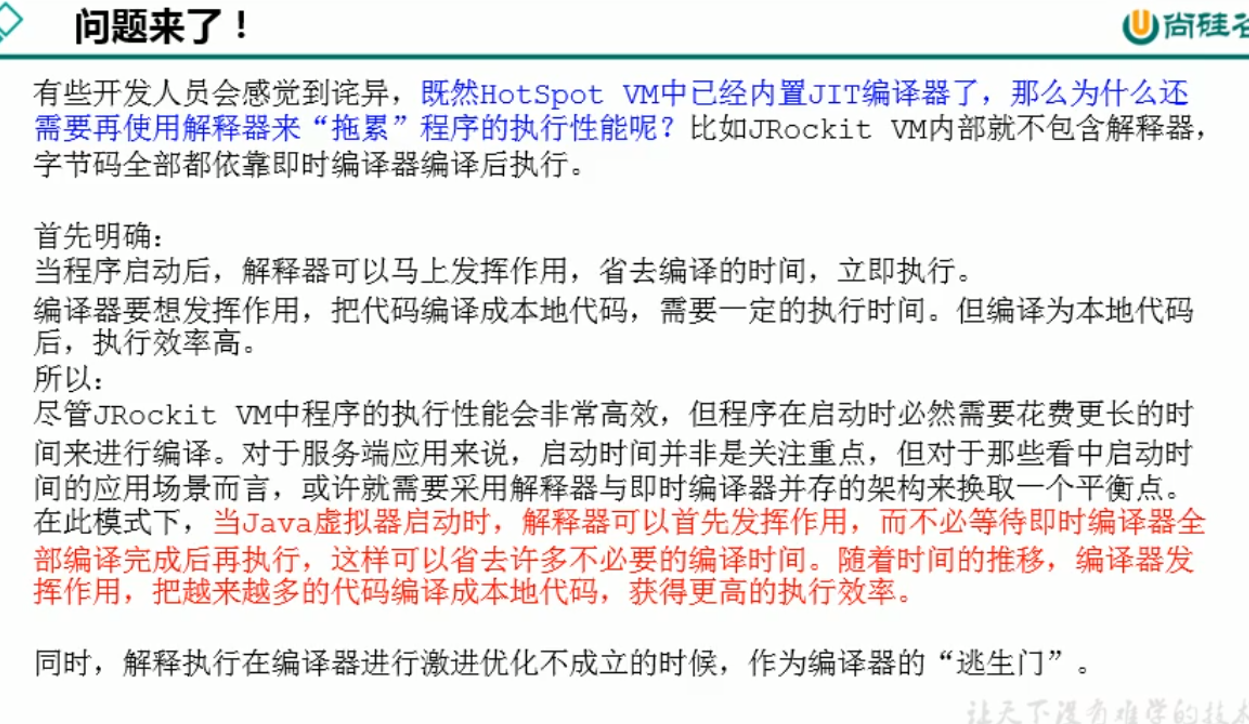 问题来了！
尚硅谷
有些开发人员会感觉到诧异，既然HotSpot VM中已经内置JIT编译器了，那么为什么还
需要再使用解释器来“拖累”程序的执行性能呢？比如JRockit VM内部就不包含解释器，
字节码全部都依靠即时编译器编译后执行。
首先明确：
当程序启动后，解释器可以马上发挥作用，省去编译的时间，立即执行。
编译器要想发挥作用，把代码编译成本地代码，需要一定的执行时间。但编译为本地代码
后，执行效率高。
所以：
尽管JRockit VM中程序的执行性能会非常高效，但程序在启动时必然需要花费更长的时
间来进行编译。对于服务端应用来说，启动时间并非是关注重点，但对于那些看中启动时
间的应用场景而言，或许就需要采用解释器与即时编译器并存的架构来换取一个平衡点。
在此模式下，当Java虚拟器启动时，解释器可以首先发挥作用，而不必等待即时编译器全
部编译完成后再执行，这样可以省去许多不必要的编译时间。随着时间的推移，编译器发
挥作用，把越来越多的代码编译成本地代码，获得更高的执行效率。
同时，解释执行在编译器进行激进优化不成立的时候，作为编译器的“逃生门”。
让天下没有难学的技术